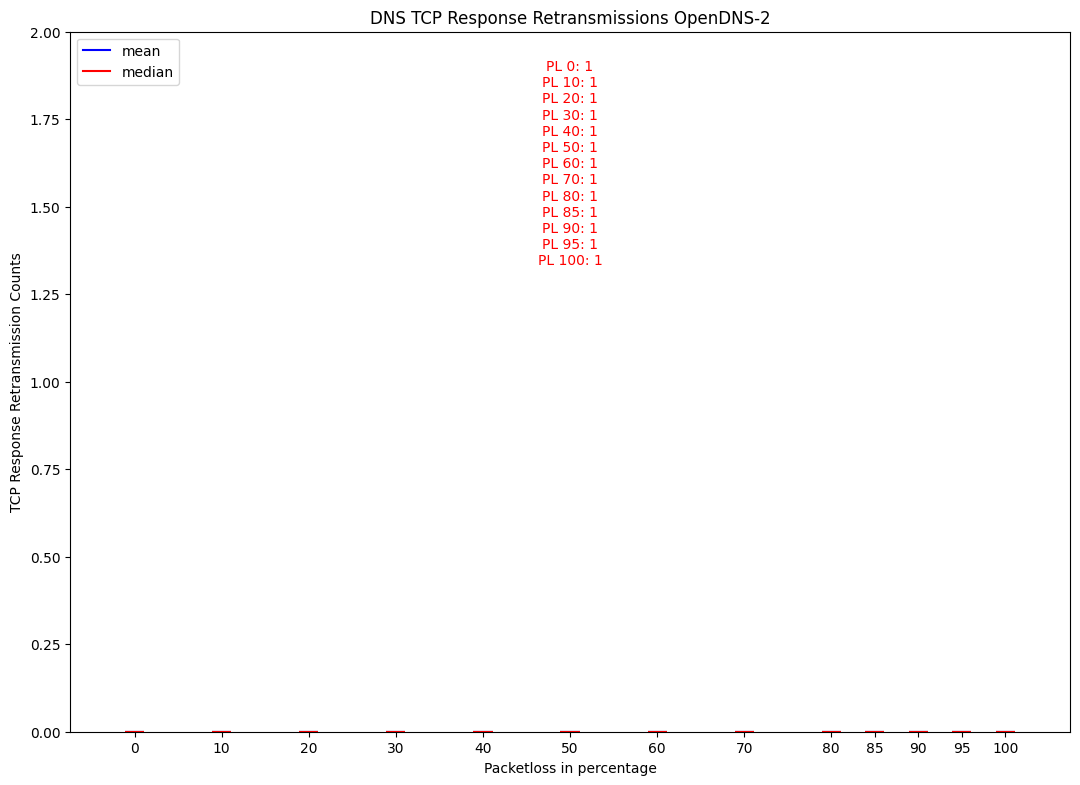 DNS TCP Response Retransmissions OpenDNS-2
mean
median
PL 0: 1
PL 10: 1
PL 20: 1
PL 30: 1
PL 40: 1
PL 50: 1
PL 60: 1
PL 70: 1
PL 80: 1
PL 85: 1
PL 90: 1
PL 95: 1
PL 100: 1
TCP Response Retransmission Counts
2.00
1.75
1.50
1.25
1.00
0.75
0.50
0.25
0.00
0 10 20 30 40 50 60 70 80 85 90 95 100
Packetloss in percentage